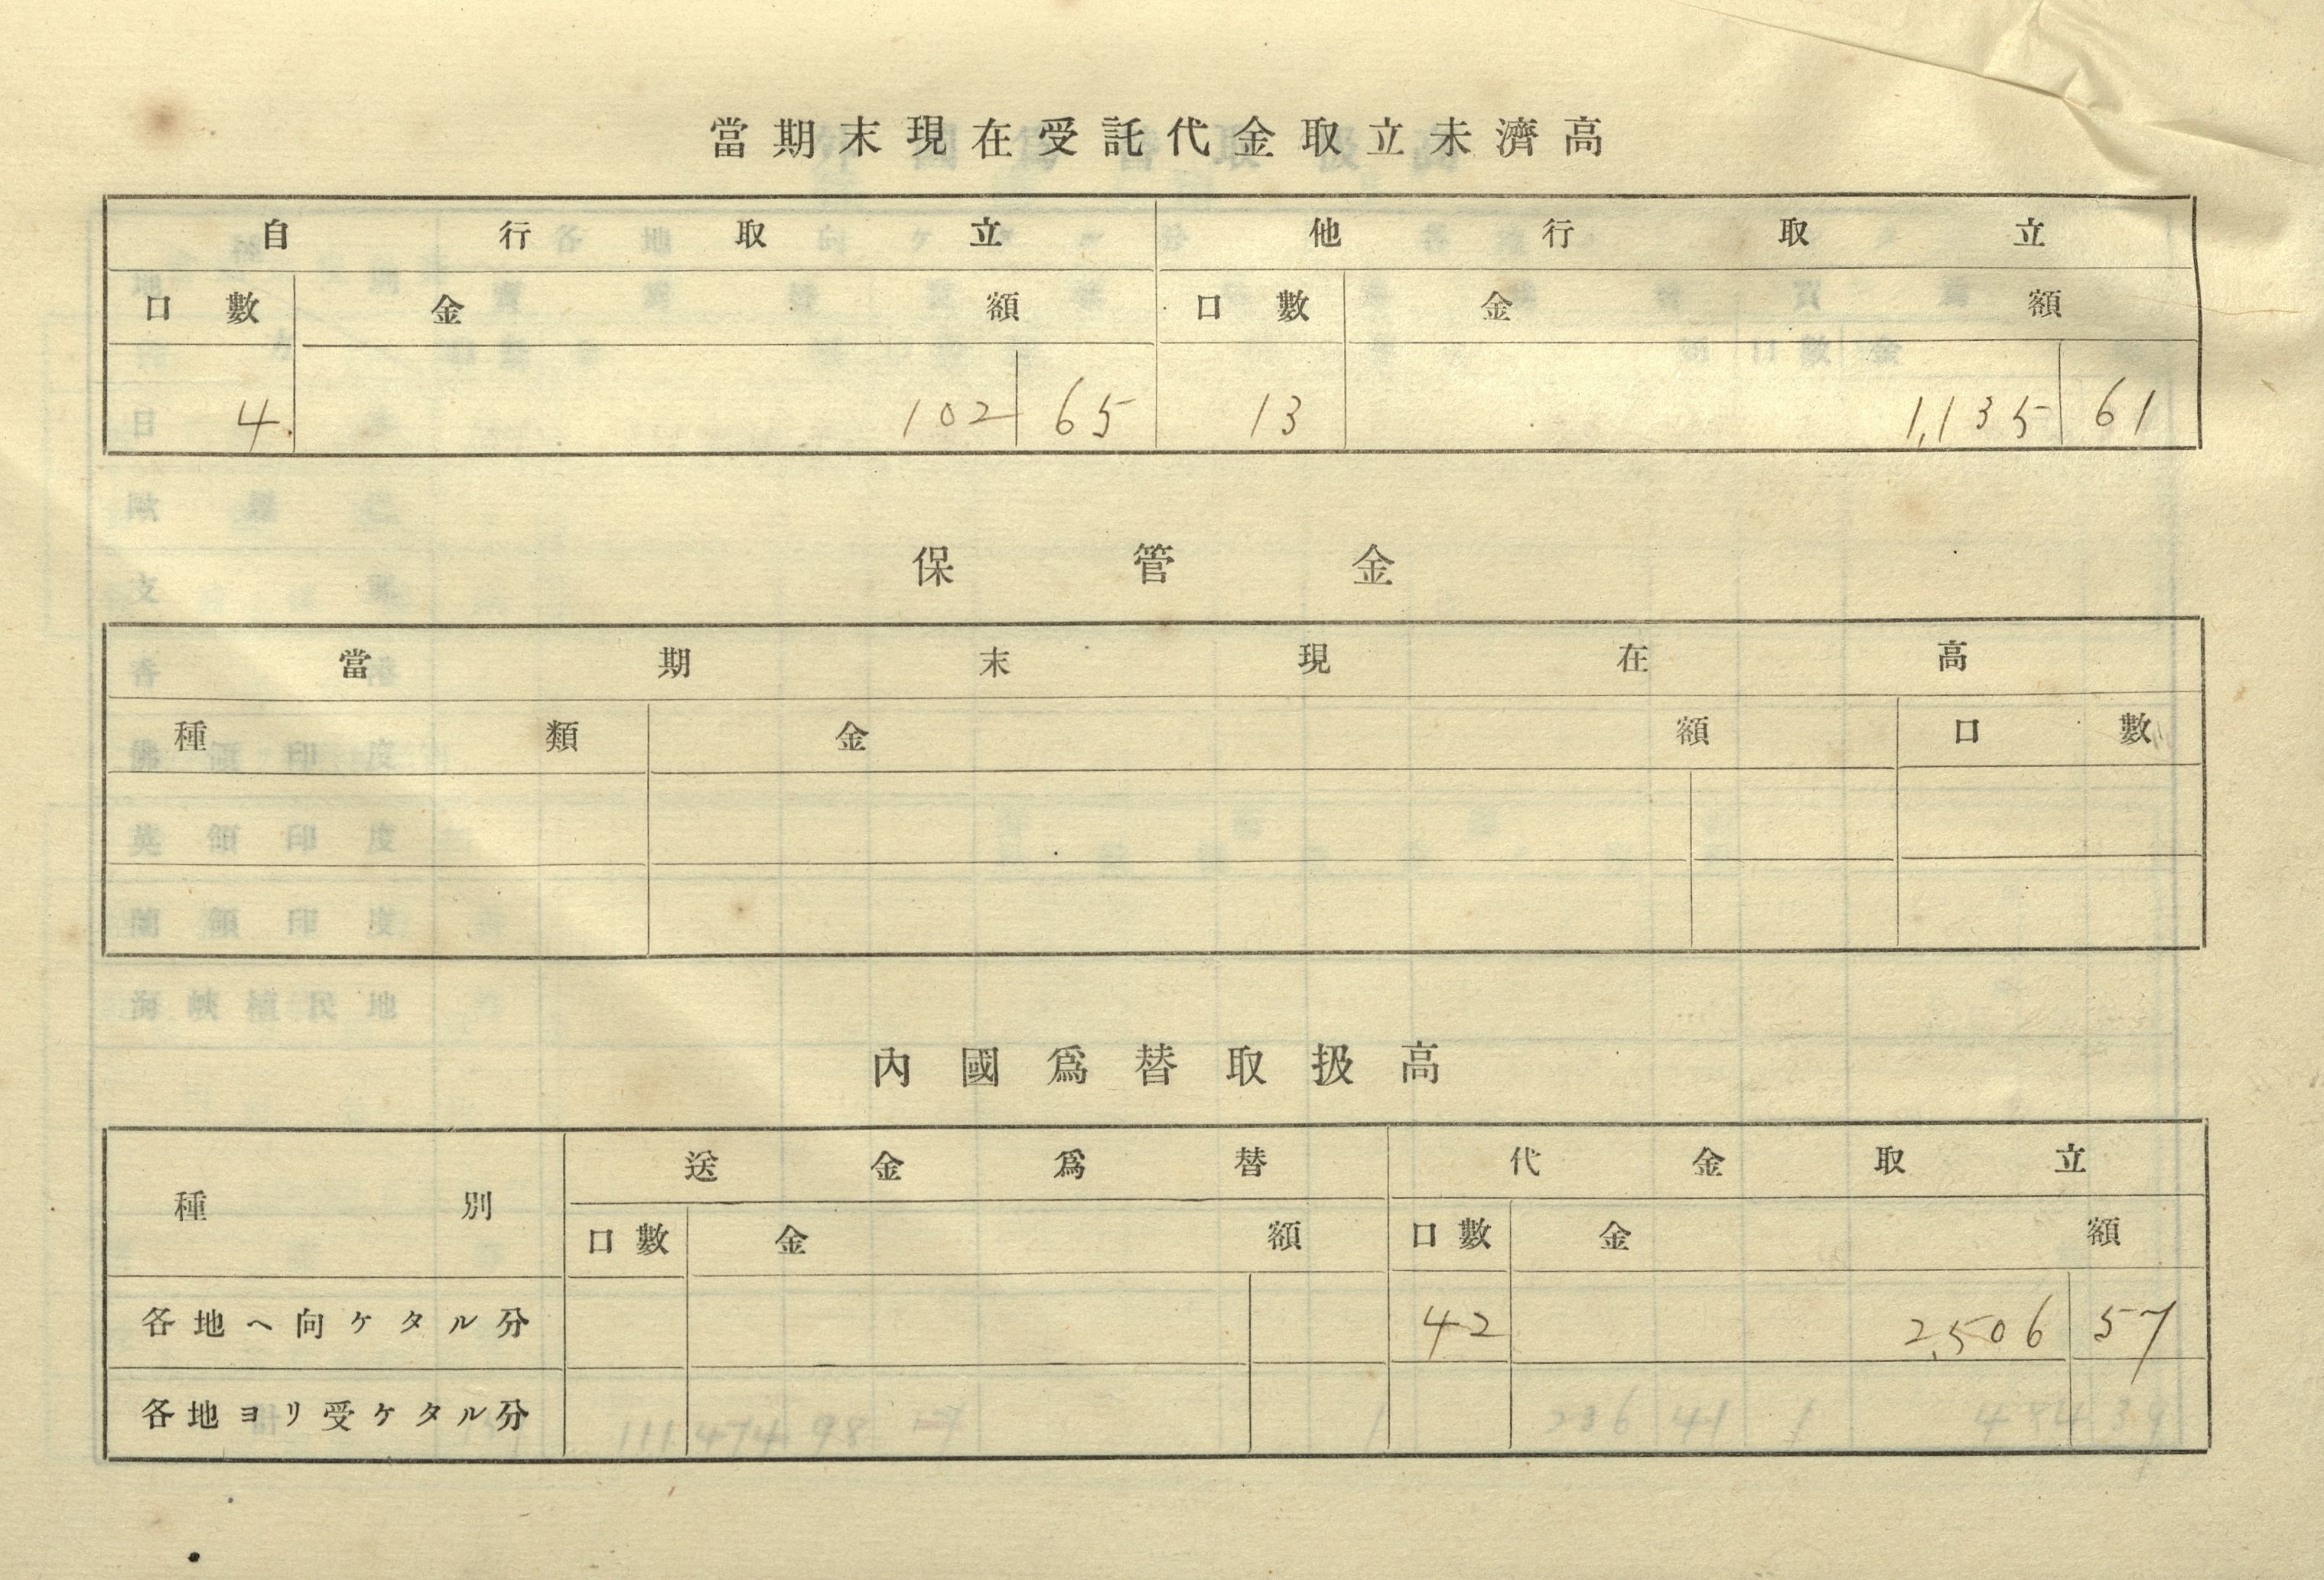 當期末現在受託代金取立未濟高
自行取立 他行取立
口數 金額 口數 金額
4 102 65 13 1,135 61
保管金
當期末現在高
種類 金額 口數
內國爲替取扱高
種別 送金爲替 代金取立
口數 金額 口數 金額
各地ヘ向ケタル分 42 2,506 57
各地ヨリ受ケタル分